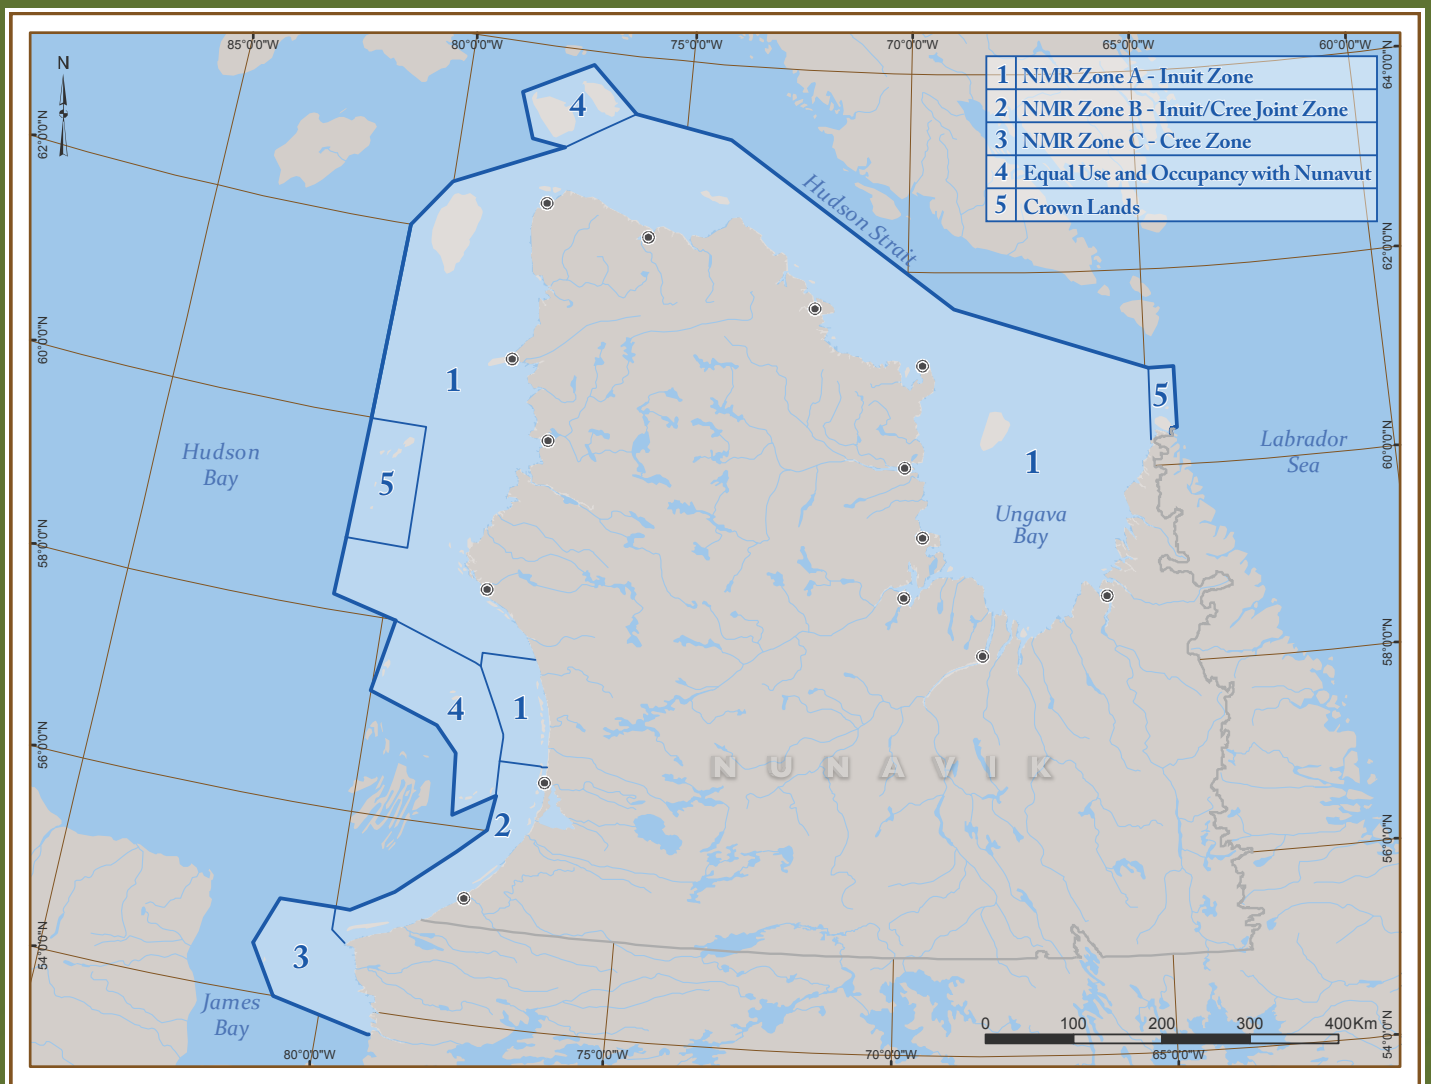 85°0'0"W
80°0'0"W
75°0'0"W
70°0'0"W
65°0'0"W
60°0'0"W
N
1 NMR Zone A - Inuit Zone
2 NMR Zone B - Inuit/Cree Joint Zone
3 NMR Zone C - Cree Zone
4 Equal Use and Occupancy with Nunavut
5 Crown Lands
64°0'0"N
62°0'0"N
62°0'0"N
4
Hudson Strait
60°0'0"N
1
5
Labrador
Sea
60°0'0"N
Hudson
Bay
5
1
Ungava
Bay
58°0'0"N
58°0'0"N
4
1
56°0'0"N
NUNAVIK
2
56°0'0"N
54°0'0"N
3
James
Bay
0 100 200 300 400Km
54°0'0"N
80°0'0"W
75°0'0"W
70°0'0"W
65°0'0"W